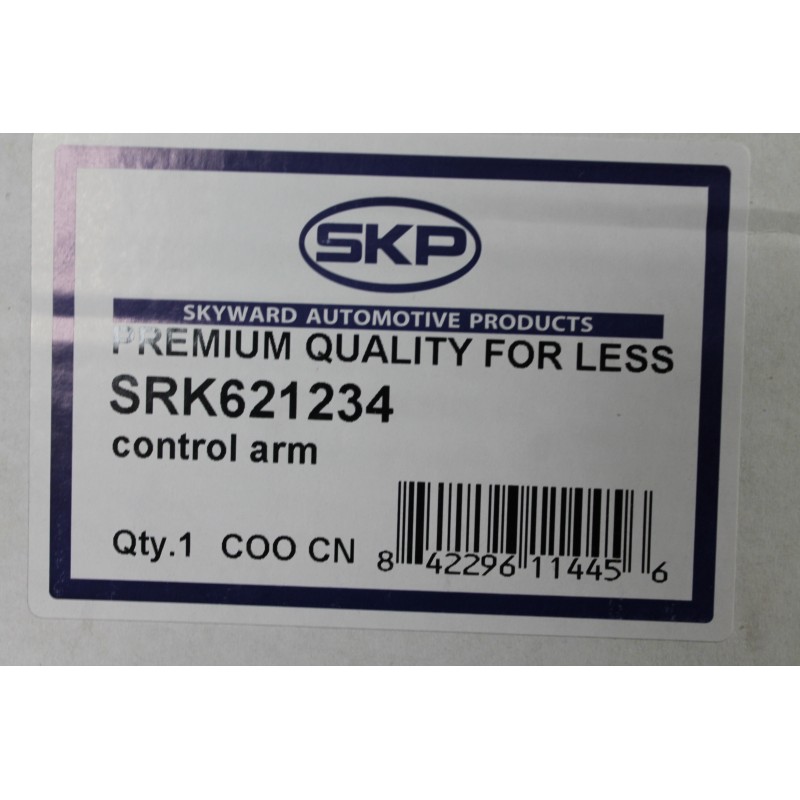 SKP
SKYWARD AUTOMOTIVE PRODUCTS
PREMIUM QUALITY FOR LESS
SRK621234
control arm
Qty.1 COO CN
8 42296 11445 6